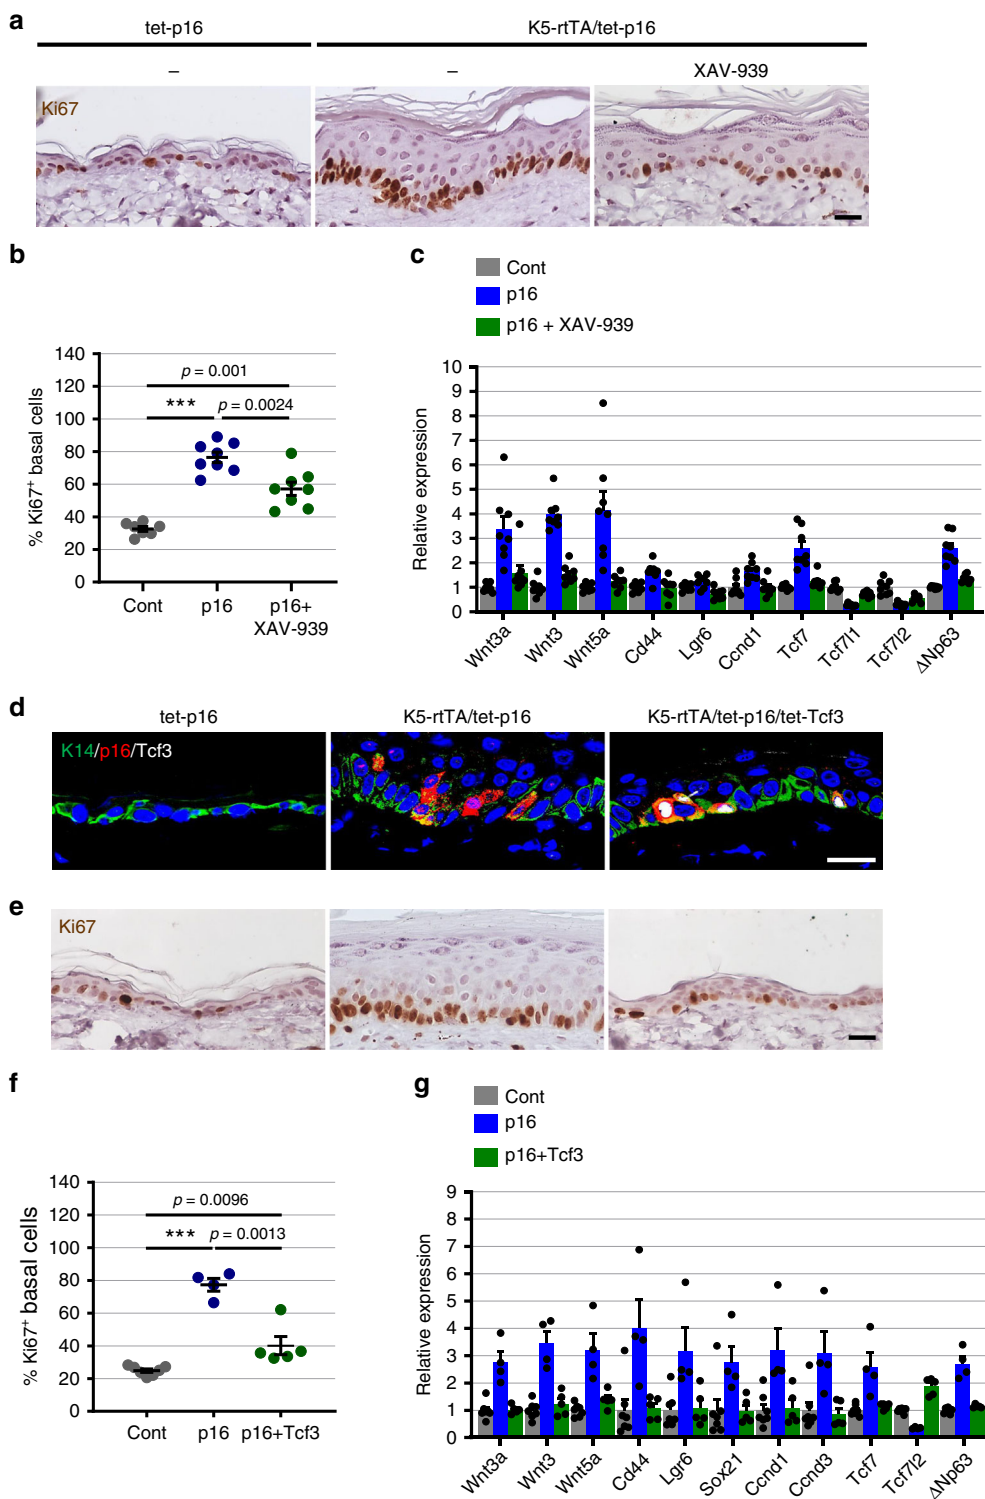 a
tet-p16
K5-rtTA/tet-p16
–
–
XAV-939
Ki67
b
% Ki67⁺ basal cells
140
120
100
80
60
40
20
0
p = 0.001
***
p = 0.0024
Cont
p16
p16+
XAV-939
c
Cont
p16
p16 + XAV-939
Relative expression
10
9
8
7
6
5
4
3
2
1
0
Wnt3a
Wnt3
Wnt5a
Cd44
Lgr6
Ccnd1
Tcf7
Tcf7l1
Tcf7l2
ΔNp63
d
tet-p16
K5-rtTA/tet-p16
K5-rtTA/tet-p16/tet-Tcf3
K14/p16/Tcf3
e
Ki67
f
% Ki67⁺ basal cells
140
120
100
80
60
40
20
0
p = 0.0096
***
p = 0.0013
Cont
p16
p16+Tcf3
g
Cont
p16
p16+Tcf3
Relative expression
9
8
7
6
5
4
3
2
1
0
Wnt3a
Wnt3
Wnt5a
Cd44
Lgr6
Sox21
Ccnd1
Ccnd3
Tcf7
Tcf7l2
ΔNp63